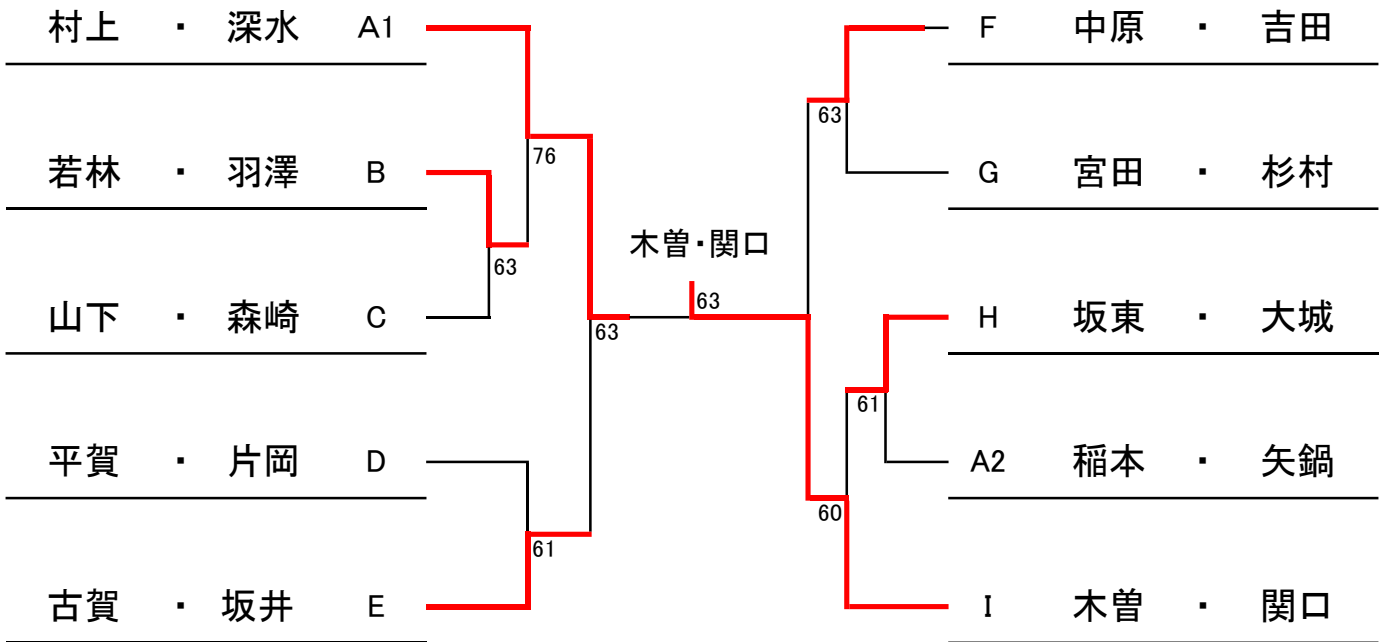 村上 ・ 深水 A1
若林 ・ 羽澤 B
山下 ・ 森崎 C
平賀 ・ 片岡 D
古賀 ・ 坂井 E
76
63
63
61
木曽・関口
63
63
61
60
F 中原 ・ 吉田
G 宮田 ・ 杉村
H 坂東 ・ 大城
A2 稲本 ・ 矢鍋
I 木曽 ・ 関口